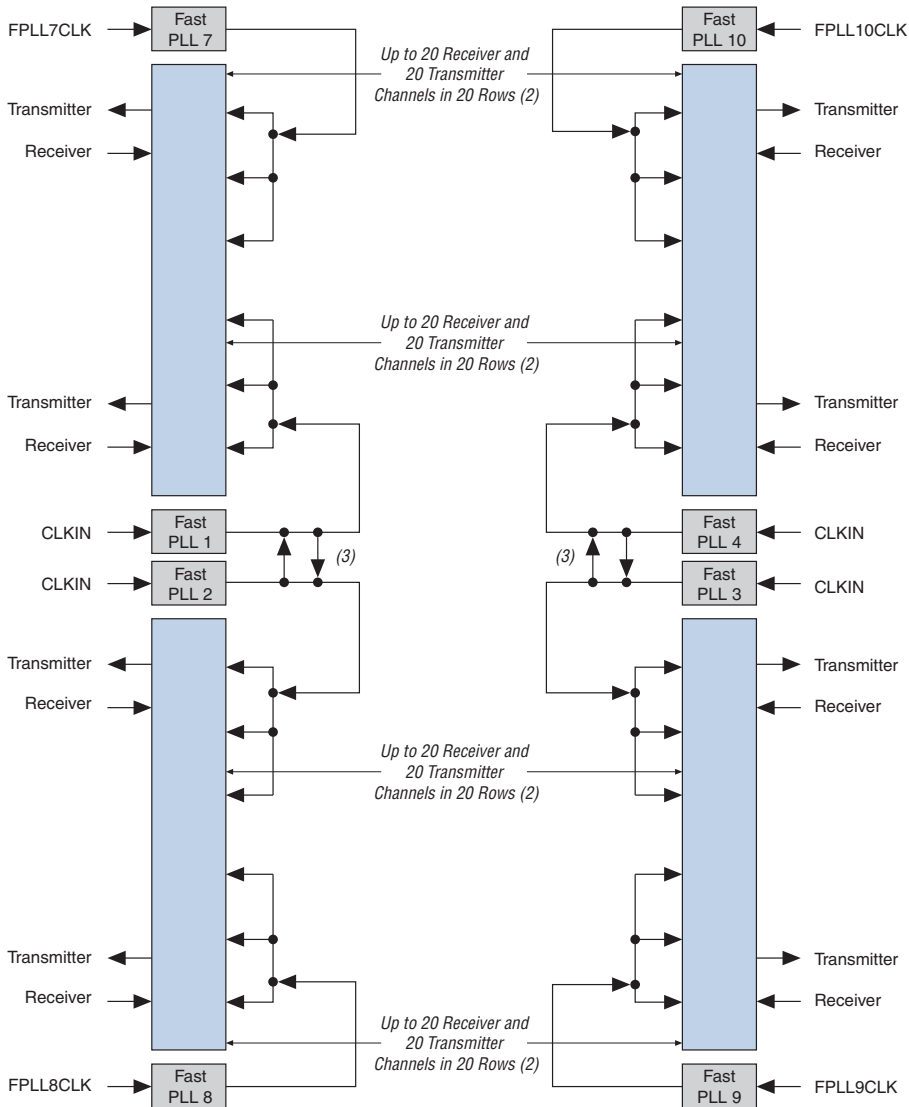 FPLL7CLK
Fast
PLL 7
Fast
PLL 10
FPLL10CLK
Up to 20 Receiver and
20 Transmitter
Channels in 20 Rows (2)
Transmitter
Transmitter
Receiver
Receiver
Up to 20 Receiver and
20 Transmitter
Channels in 20 Rows (2)
Transmitter
Transmitter
Receiver
Receiver
CLKIN
Fast
PLL 1
Fast
PLL 4
CLKIN
(3)
(3)
CLKIN
Fast
PLL 2
Fast
PLL 3
CLKIN
Transmitter
Transmitter
Receiver
Receiver
Up to 20 Receiver and
20 Transmitter
Channels in 20 Rows (2)
Transmitter
Transmitter
Receiver
Receiver
Up to 20 Receiver and
20 Transmitter
Channels in 20 Rows (2)
FPLL8CLK
Fast
PLL 8
Fast
PLL 9
FPLL9CLK